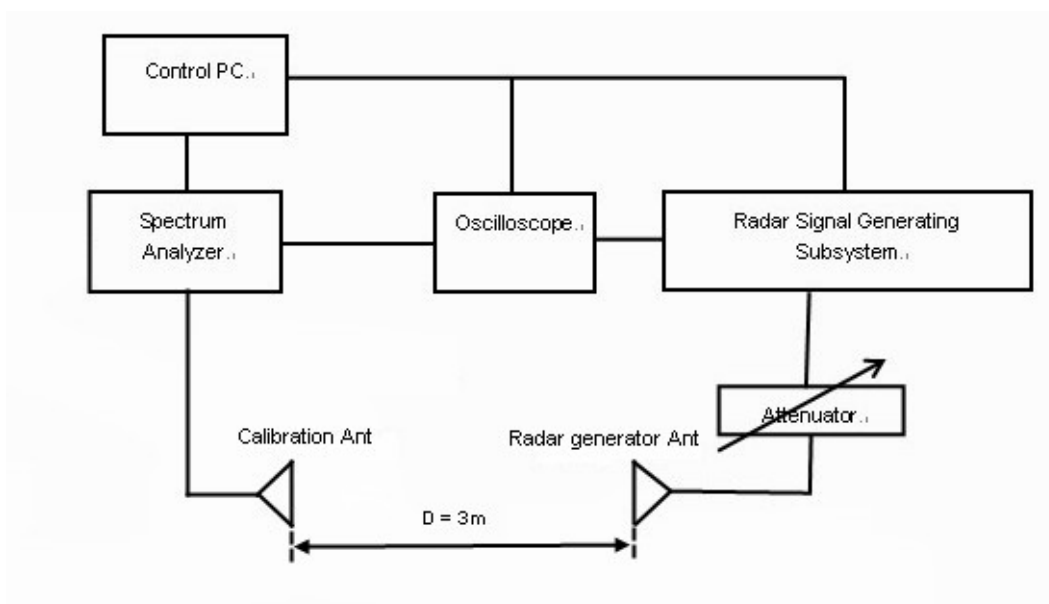 Control PC.
Spectrum
Analyzer.
Oscilloscope.
Radar Signal Generating
Subsystem.
Attenuator.
Calibration Ant
Radar generator Ant
D = 3m